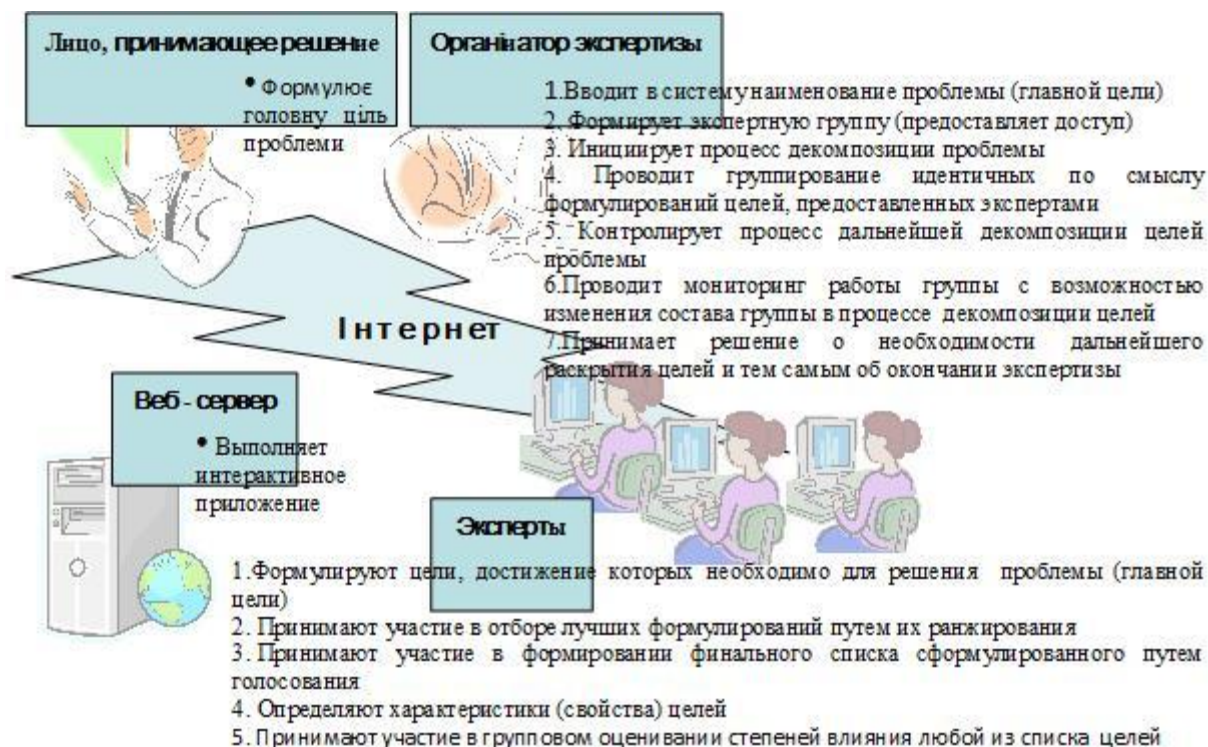 Лицо, принимающее решение
• Формулює
головну ціль
проблеми
Органінатор экспертизы
1.Вводит в систему наименование проблемы (главной цели)
2. Формирует экспертную группу (предоставляет доступ)
3. Инициирует процесс декомпозиции проблемы
4. Проводит группирование идентичных по смыслу
формулирований целей, предоставленных экспертами
5. Контролирует процесс дальнейшей декомпозиции целей
проблемы
6.Проводит мониторинг работы группы с возможностью
изменения состава группы в процессе декомпозиции целей
7.Принимает решение о необходимости дальнейшего
раскрытия целей и тем самым об окончании экспертизы
Інтернет
Веб - сервер
• Выполняет
интерактивное
приложение
Эксперты
1.Формулируют цели, достижение которых необходимо для решения проблемы (главной
цели)
2. Принимают участие в отборе лучших формулирований путем их ранжирования
3. Принимают участие в формировании финального списка сформулированного путем
голосования
4. Определяют характеристики (свойства) целей
5. Принимают участие в групповом оценивании степеней влияния любой из списка целей